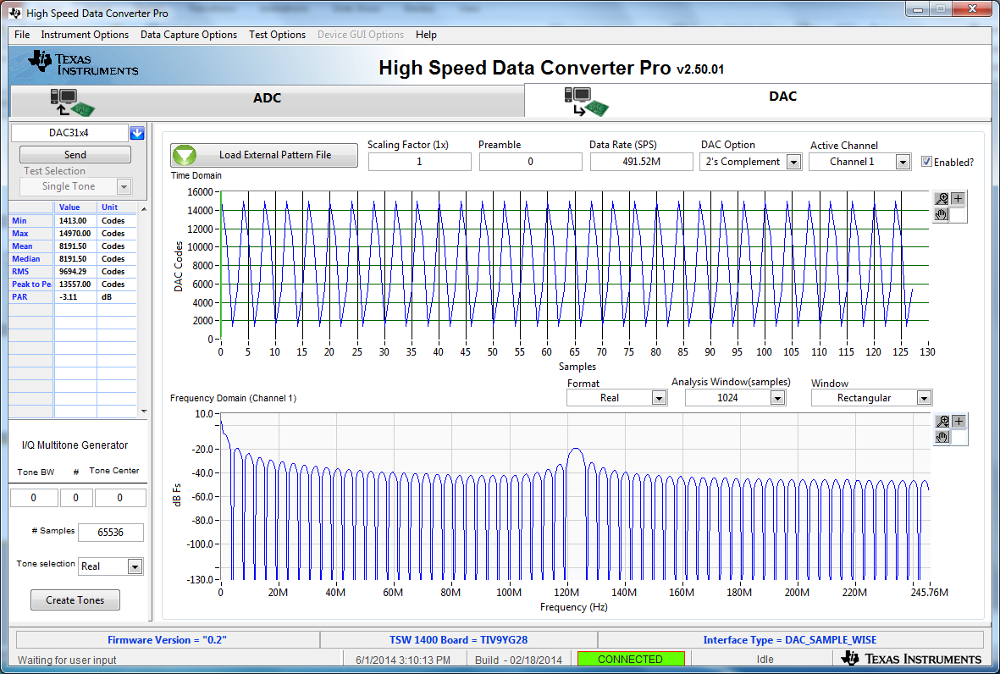 High Speed Data Converter Pro
File Instrument Options Data Capture Options Test Options Device GUI Options Help
TEXAS INSTRUMENTS
High Speed Data Converter Pro v2.50.01
ADC
DAC
DAC31x4
Send
Test Selection
Single Tone
Value Unit
Min 1413.00 Codes
Max 14970.00 Codes
Mean 8191.50 Codes
Median 8191.50 Codes
RMS 9694.29 Codes
Peak to Pe 13557.00 Codes
PAR -3.11 dB
I/Q Multitone Generator
Tone BW # Tone Center
0 0 0
# Samples 65536
Tone selection Real
Create Tones
Load External Pattern File
Scaling Factor (1x)
1
Preamble
0
Data Rate (SPS)
491.52M
DAC Option
2's Complement
Active Channel
Channel 1
Enabled?
Time Domain
DAC Codes
16000
14000
12000
10000
8000
6000
4000
2000
0
0 5 10 15 20 25 30 35 40 45 50 55 60 65 70 75 80 85 90 95 100 105 110 115 120 125 130
Samples
Format
Real
Analysis Window(samples)
1024
Window
Rectangular
Frequency Domain (Channel 1)
dB Fs
10.0
-20.0
-40.0
-60.0
-80.0
-100.0
-130.0
0 20M 40M 60M 80M 100M 120M 140M 160M 180M 200M 220M 245.76M
Frequency (Hz)
Firmware Version = "0.2"
TSW 1400 Board = TIV9YG28
Interface Type = DAC_SAMPLE_WISE
Waiting for user input
6/1/2014 3:10:13 PM
Build - 02/18/2014
CONNECTED
Idle
TEXAS INSTRUMENTS